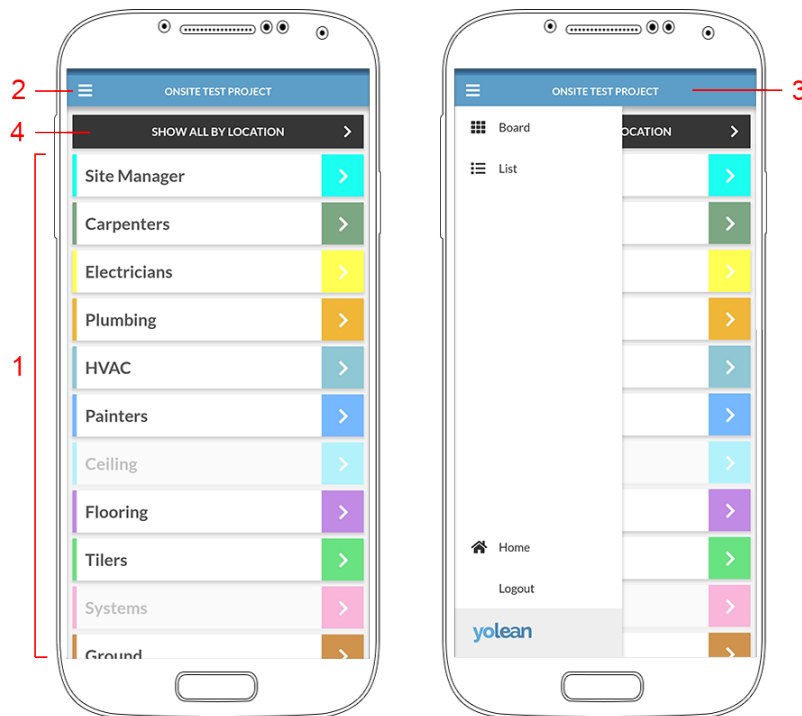 2
ONSITE TEST PROJECT
4
SHOW ALL BY LOCATION
1
Site Manager
Carpenters
Electricians
Plumbing
HVAC
Painters
Ceiling
Flooring
Tilers
Systems
Ground
ONSITE TEST PROJECT
3
Board
OCATION
List
Home
Logout
yolean